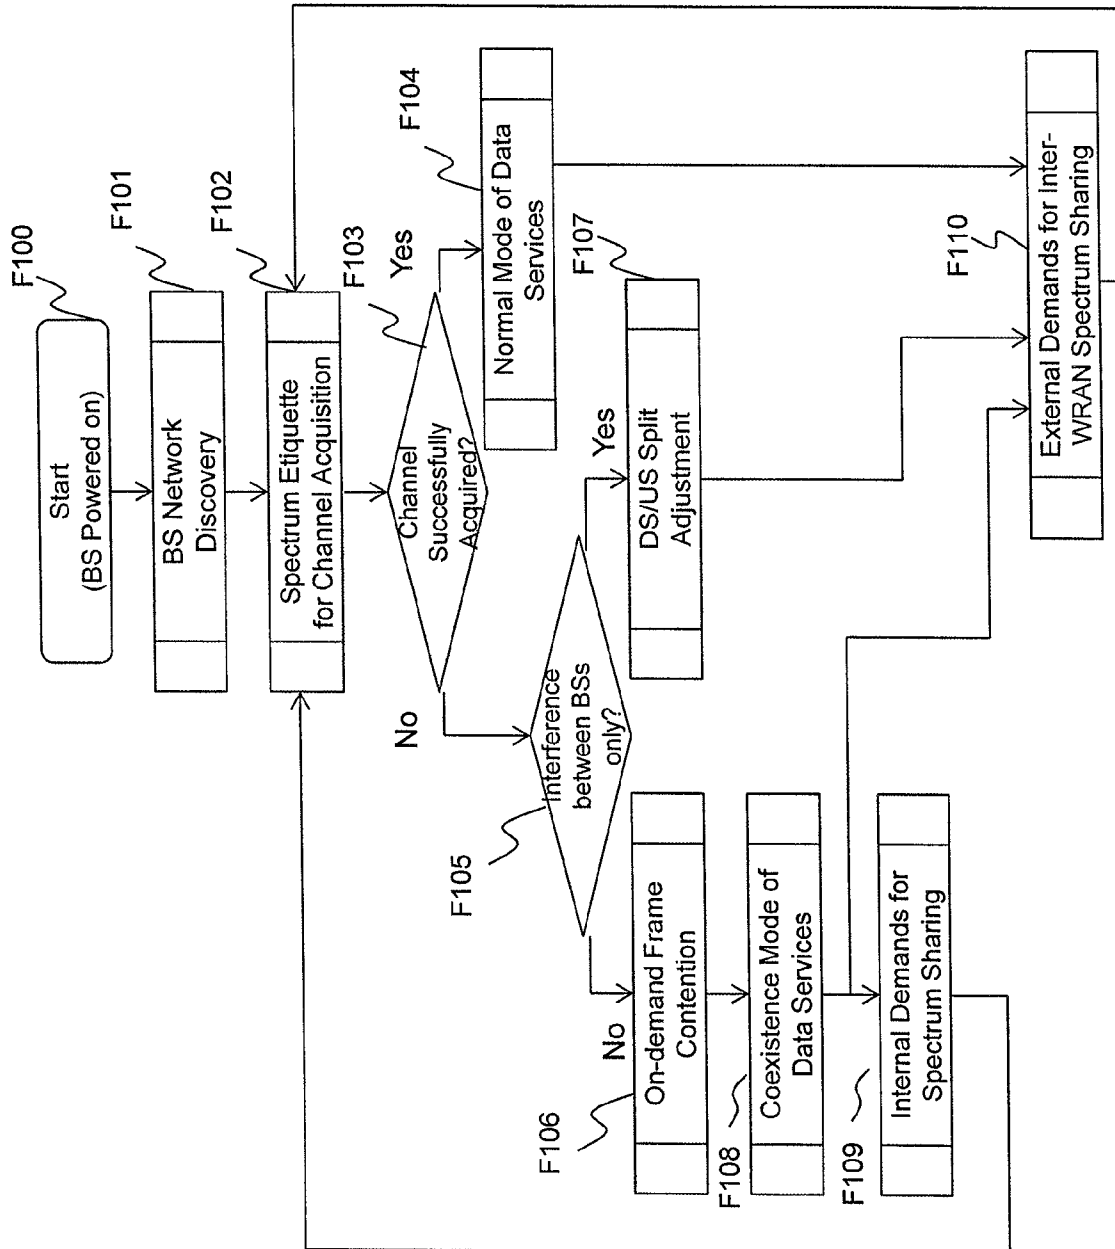 F100
Start
(BS Powered on)
F101
BS Network
Discovery
F102
Spectrum Etiquette
for Channel Acquisition
F103
Channel
Successfully
Acquired?
Yes
No
F104
Normal Mode of Data
Services
F105
Interference
between BSs
only?
Yes
No
F107
DS/US Split
Adjustment
F106
On-demand Frame
Contention
F108
Coexistence Mode of
Data Services
F109
Internal Demands for
Spectrum Sharing
F110
External Demands for Inter-
WRAN Spectrum Sharing